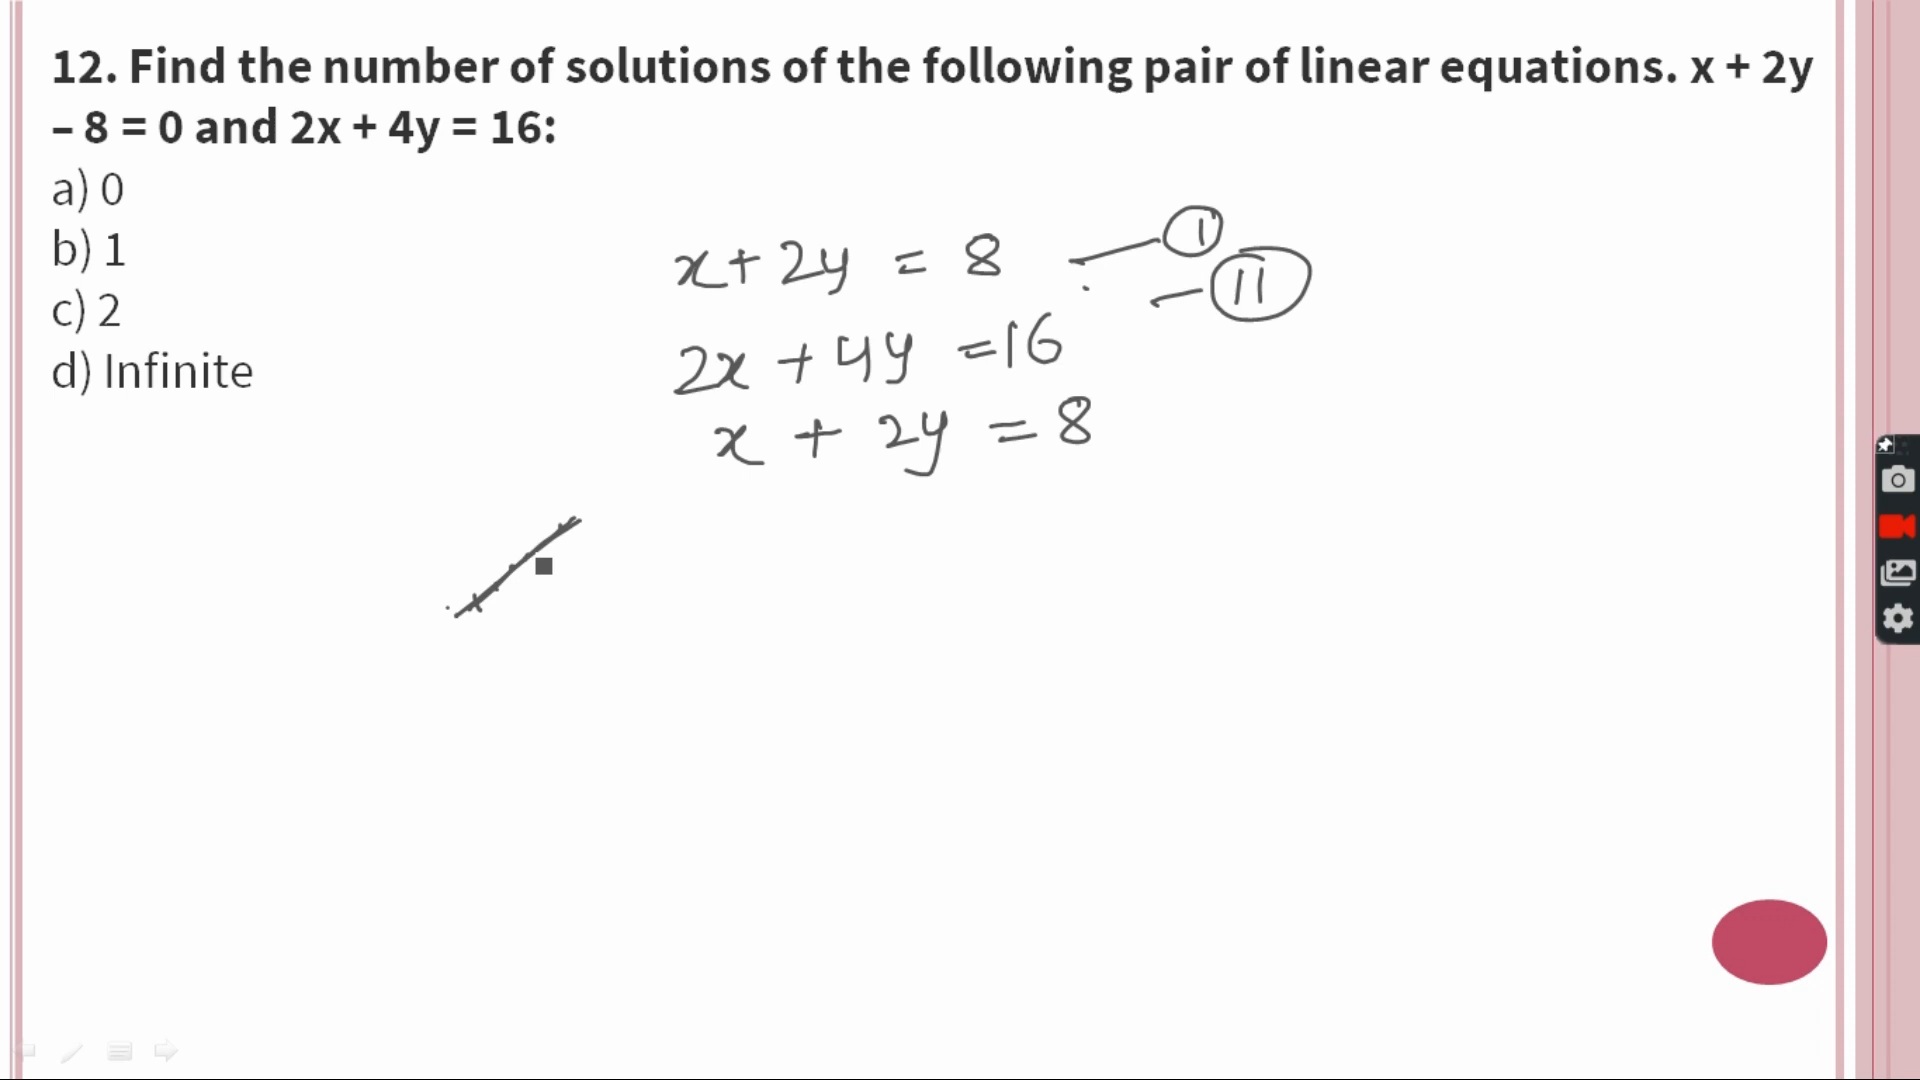 12. Find the number of solutions of the following pair of linear equations. x + 2y
– 8 = 0 and 2x + 4y = 16:
a) 0
b) 1
c) 2
d) Infinite
x + 2y = 8 — I
— II
2x + 4y = 16
x + 2y = 8